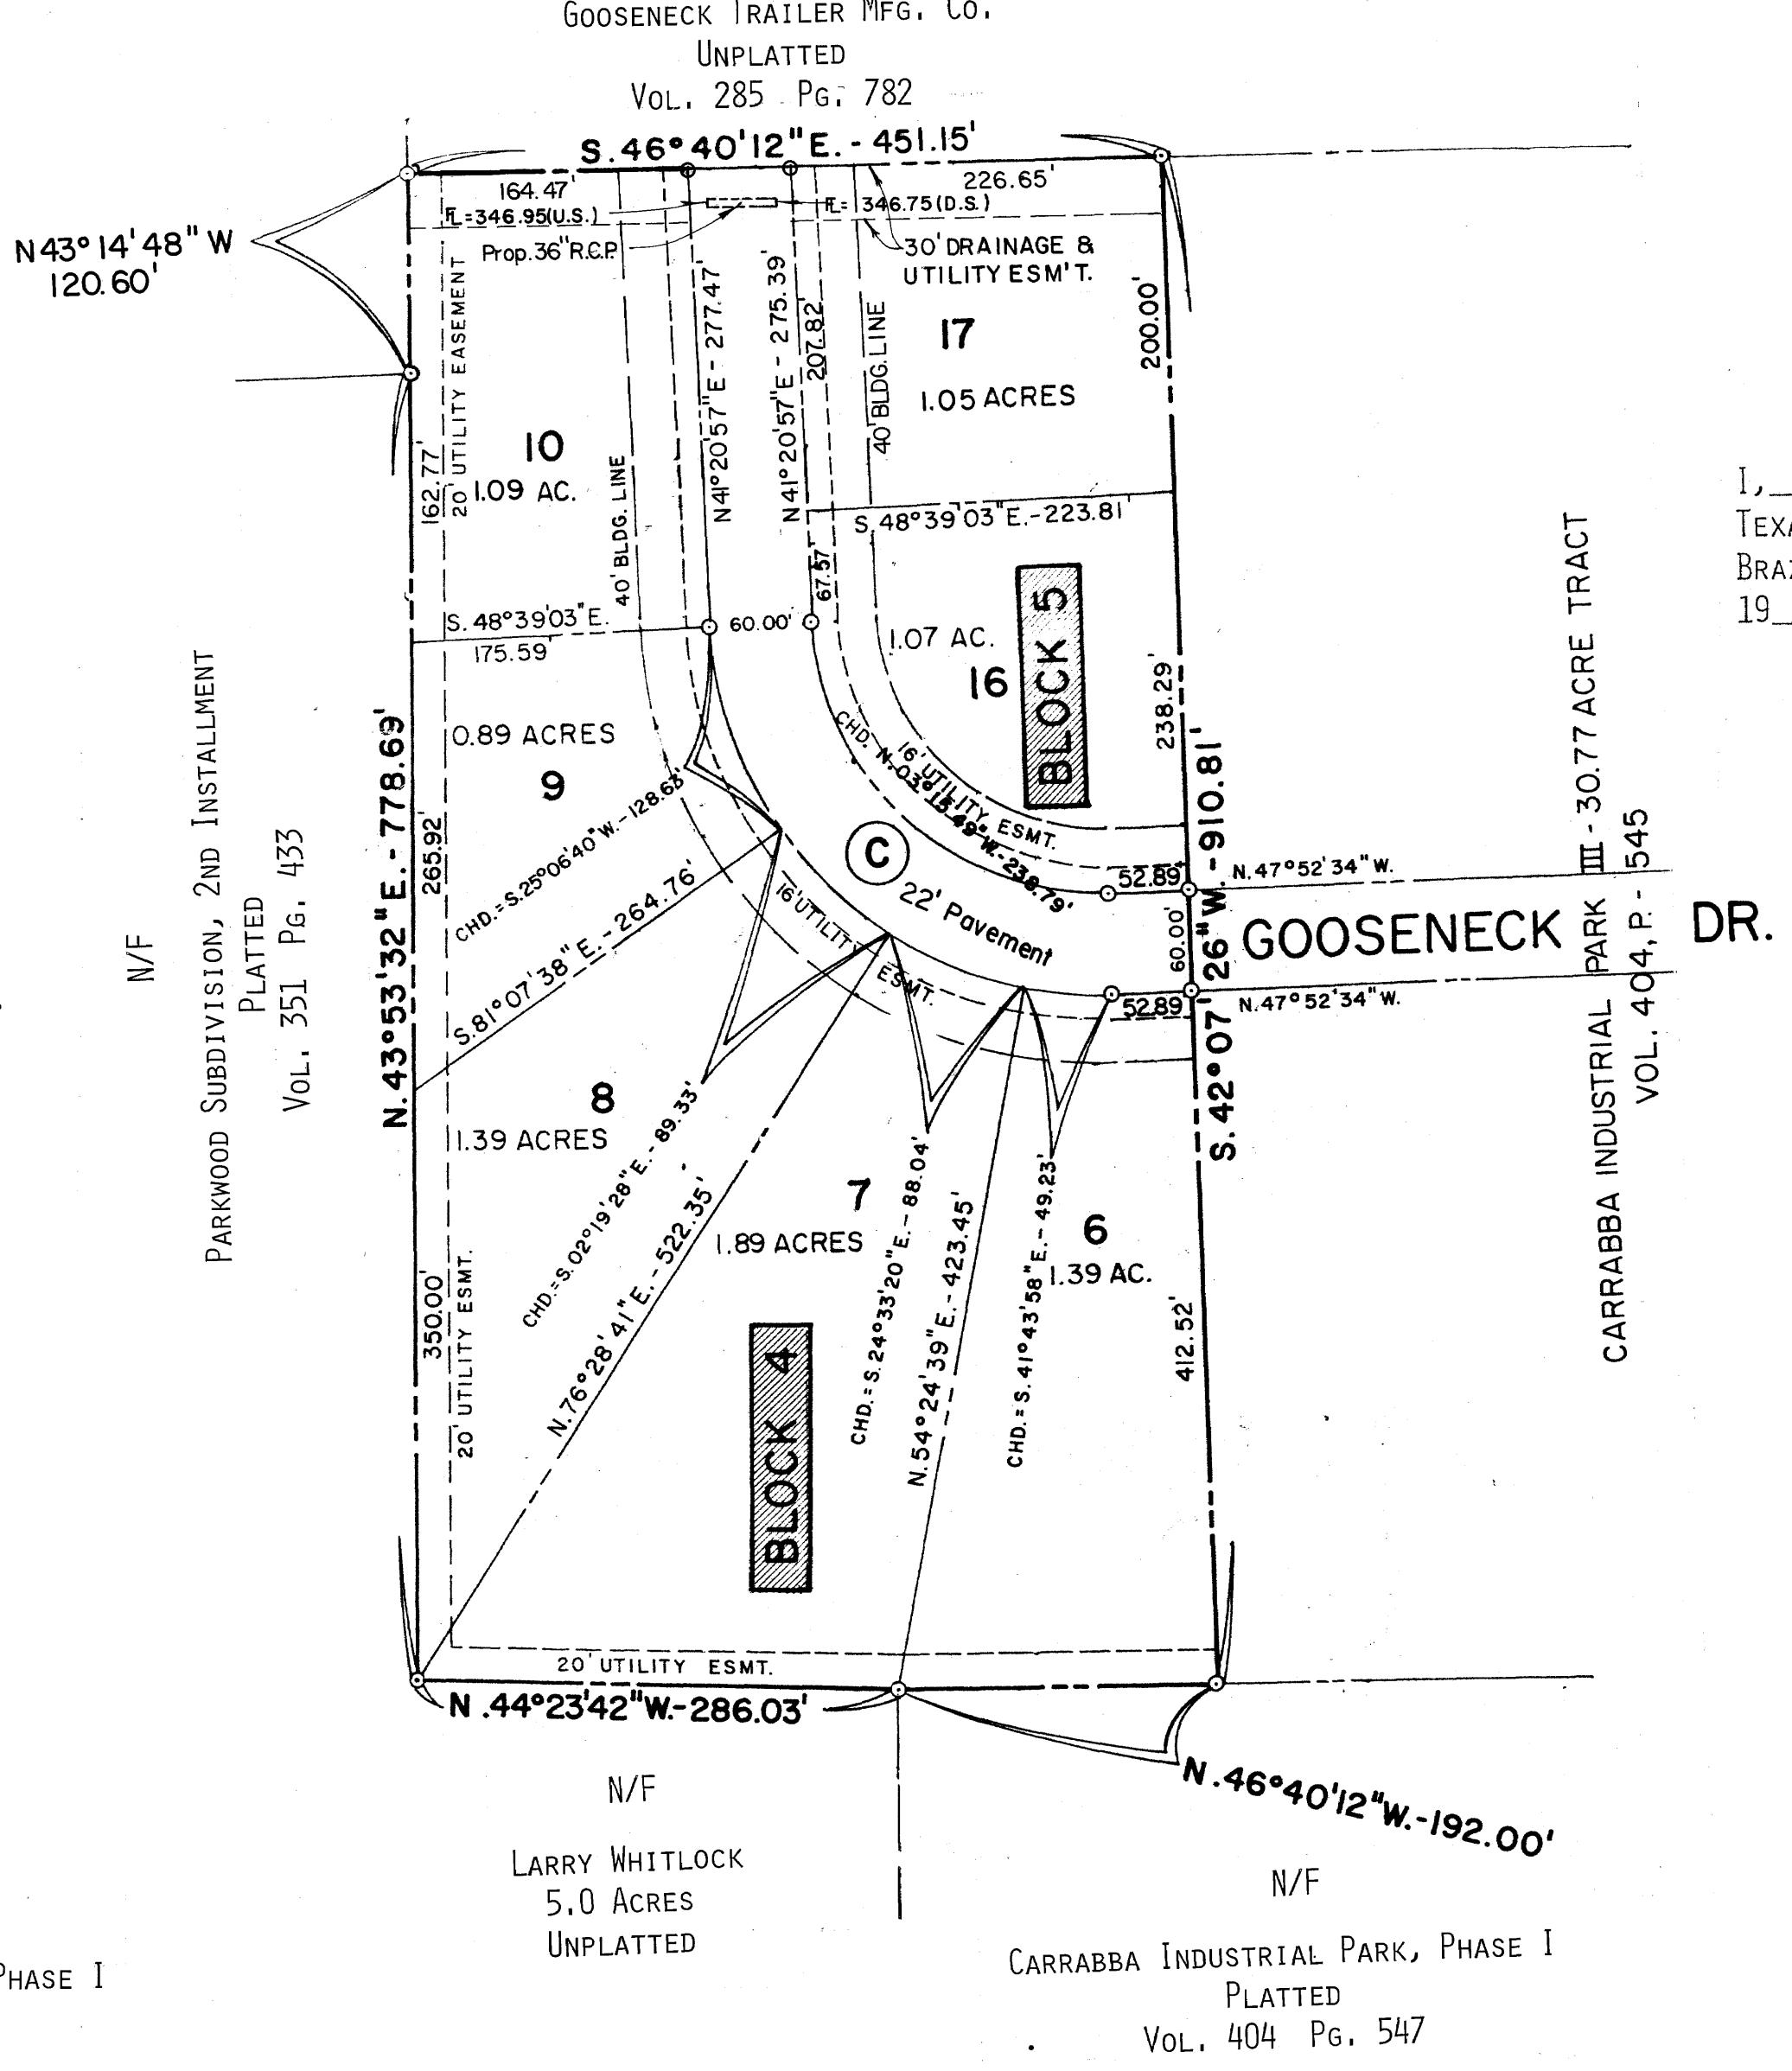 GOOSENECK TRAILER MFG. CO.
UNPLATTED
VOL. 285 PG. 782
S.46°40'12"E.-451.15'
164.47'
226.65'
FL=346.95(U.S.)
FL=346.75(D.S.)
Prop.36"R.C.P.
30' DRAINAGE &
UTILITY ESM'T.
N43°14'48"W
120.60'
20' UTILITY EASEMENT
162.77'
10
1.09 AC.
40' BLDG. LINE
N41°20'57"E-277.47'
N41°20'57"E-275.39'
207.82'
40' BLDG. LINE
17
1.05 ACRES
200.00'
S.48°39'03"E.-223.81'
67.57'
S.48°39'03"E.
175.59'
60.00'
1.07 AC.
16
BLOCK 5
238.29'
I,
TEXA
BRAZ
19
PARKWOOD SUBDIVISION, 2ND INSTALLMENT
PLATTED
VOL. 351 PG. 433
N/F
N.43°53'32"E.-778.69'
0.89 ACRES
9
265.92'
CHD.=S.25°06'40"W.-128.63'
S.81°07'38"E.-264.76'
CHD. N.03°15'49"W.-238.79'
16' UTILITY ESMT.
C
22' Pavement
16' UTILITY
ESMT.
52.89'
N.47°52'34"W.
60.00'
GOOSENECK DR.
52.89'
N.47°52'34"W.
S.42°07'26"W.-910.81'
CARRABBA INDUSTRIAL PARK III-30.77 ACRE TRACT
VOL. 404, P.-545
8
1.39 ACRES
CHD.=S.02°19'28"E.-89.33'
N.76°28'41"E.-522.35'
7
1.89 ACRES
CHD.=S.24°33'20"E.-88.04'
N.54°24'39"E.-423.45'
CHD.=S.41°43'58"E.-49.23'
6
1.39 AC.
412.52'
350.00'
20' UTILITY ESMT.
BLOCK 4
20' UTILITY ESMT.
N.44°23'42"W.-286.03'
N.46°40'12"W.-192.00'
N/F
LARRY WHITLOCK
5.0 ACRES
UNPLATTED
N/F
CARRABBA INDUSTRIAL PARK, PHASE I
PLATTED
VOL. 404 PG. 547
PHASE I